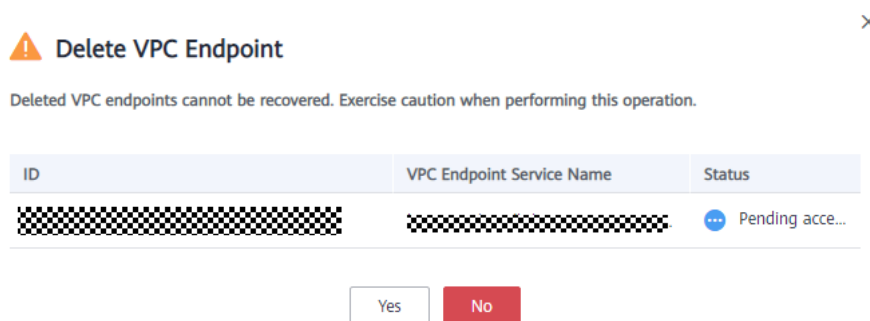 Delete VPC Endpoint
Deleted VPC endpoints cannot be recovered. Exercise caution when performing this operation.
ID VPC Endpoint Service Name Status
Pending acce...
Yes No